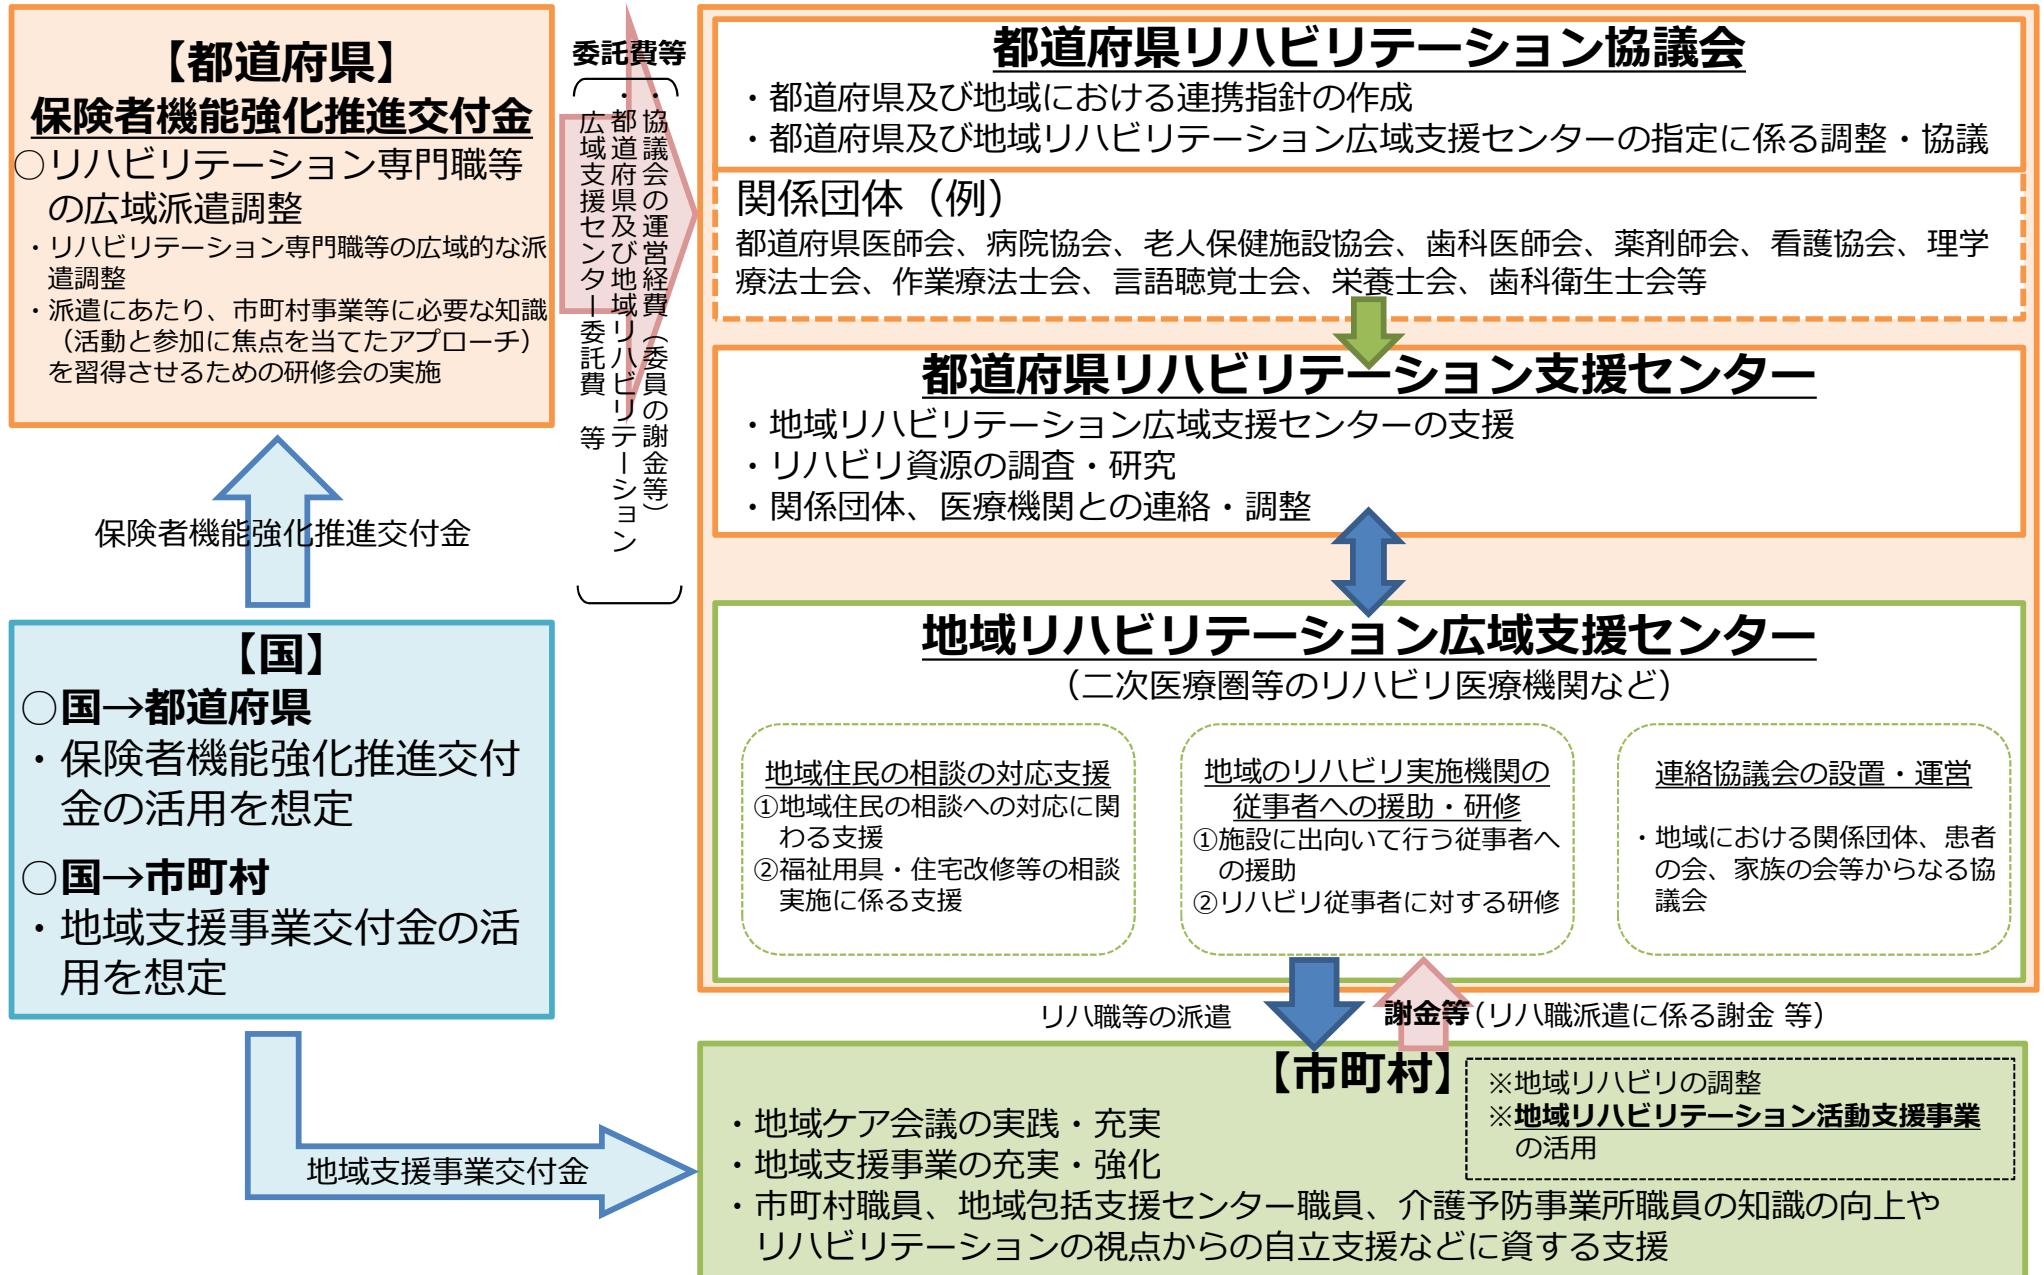 【都道府県】
保険者機能強化推進交付金
○リハビリテーション専門職等
の広域派遣調整
・リハビリテーション専門職等の広域的な派
遣調整
・派遣にあたり、市町村事業等に必要な知識
（活動と参加に焦点を当てたアプローチ）
を習得させるための研修会の実施
保険者機能強化推進交付金
【国】
○国→都道府県
・保険者機能強化推進交付
金の活用を想定
○国→市町村
・地域支援事業交付金の活
用を想定
地域支援事業交付金
委託費等
・協議会の運営経費（委員の謝金等）
・都道府県及び地域リハビリテーション
広域支援センター委託費　等
都道府県リハビリテーション協議会
・都道府県及び地域における連携指針の作成
・都道府県及び地域リハビリテーション広域支援センターの指定に係る調整・協議
関係団体（例）
都道府県医師会、病院協会、老人保健施設協会、歯科医師会、薬剤師会、看護協会、理学
療法士会、作業療法士会、言語聴覚士会、栄養士会、歯科衛生士会等
都道府県リハビリテーション支援センター
・地域リハビリテーション広域支援センターの支援
・リハビリ資源の調査・研究
・関係団体、医療機関との連絡・調整
地域リハビリテーション広域支援センター
（二次医療圏等のリハビリ医療機関など）
地域住民の相談の対応支援
①地域住民の相談への対応に関
わる支援
②福祉用具・住宅改修等の相談
実施に係る支援
地域のリハビリ実施機関の
従事者への援助・研修
①施設に出向いて行う従事者へ
の援助
②リハビリ従事者に対する研修
連絡協議会の設置・運営
・地域における関係団体、患者
の会、家族の会等からなる協
議会
リハ職等の派遣
謝金等（リハ職派遣に係る謝金 等）
【市町村】
・地域ケア会議の実践・充実
・地域支援事業の充実・強化
・市町村職員、地域包括支援センター職員、介護予防事業所職員の知識の向上や
リハビリテーションの視点からの自立支援などに資する支援
※地域リハビリの調整
※地域リハビリテーション活動支援事業
の活用